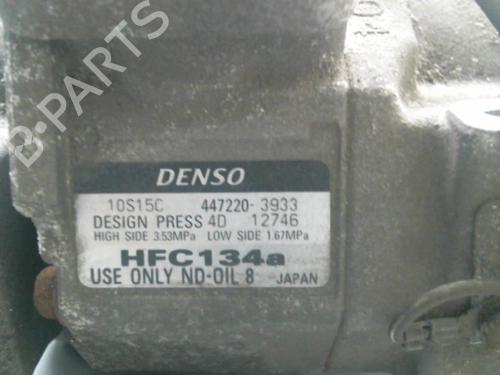 DENSO
10S15C 447220-3933
DESIGN PRESS 4D 12746
HIGH SIDE 3.53MPa LOW SIDE 1.67MPa
HFC134a
USE ONLY ND-OIL 8 JAPAN
B-PARTS